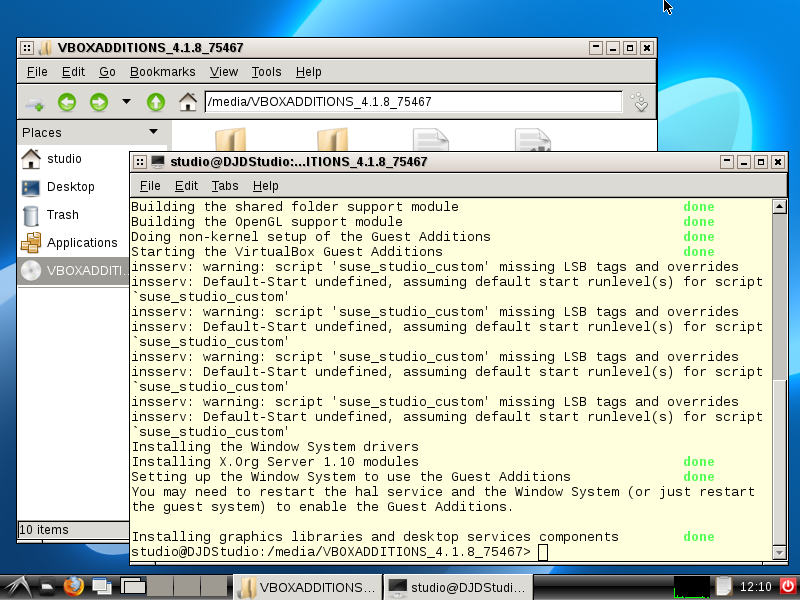 VBOXADDITIONS_4.1.8_75467
File Edit Go Bookmarks View Tools Help
/media/VBOXADDITIONS_4.1.8_75467
Places
studio
Desktop
Trash
Applications
VBOXADDITI...
10 items
studio@DJDStudio:...ITIONS_4.1.8_75467
File Edit Tabs Help
Building the shared folder support module done
Building the OpenGL support module done
Doing non-kernel setup of the Guest Additions done
Starting the VirtualBox Guest Additions done
insserv: warning: script 'suse_studio_custom' missing LSB tags and overrides
insserv: Default-Start undefined, assuming default start runlevel(s) for script
`suse_studio_custom'
insserv: warning: script 'suse_studio_custom' missing LSB tags and overrides
insserv: Default-Start undefined, assuming default start runlevel(s) for script
`suse_studio_custom'
insserv: warning: script 'suse_studio_custom' missing LSB tags and overrides
insserv: Default-Start undefined, assuming default start runlevel(s) for script
`suse_studio_custom'
insserv: warning: script 'suse_studio_custom' missing LSB tags and overrides
insserv: Default-Start undefined, assuming default start runlevel(s) for script
`suse_studio_custom'
Installing the Window System drivers
Installing X.Org Server 1.10 modules done
Setting up the Window System to use the Guest Additions done
You may need to restart the hal service and the Window System (or just restart
the guest system) to enable the Guest Additions.
Installing graphics libraries and desktop services components done
studio@DJDStudio:/media/VBOXADDITIONS_4.1.8_75467>
VBOXADDITIONS... studio@DJDStudi... 12:10